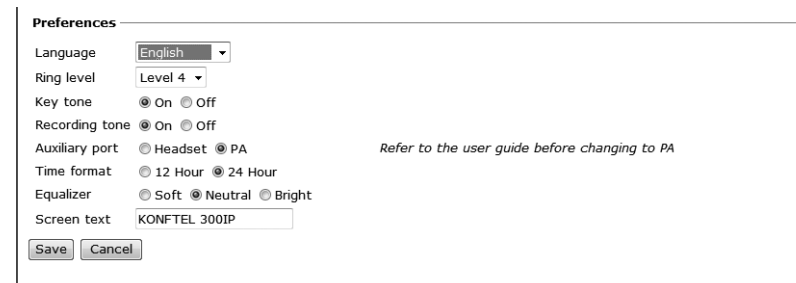 Preferences
Language English
Ring level Level 4
Key tone On Off
Recording tone On Off
Auxiliary port Headset PA Refer to the user guide before changing to PA
Time format 12 Hour 24 Hour
Equalizer Soft Neutral Bright
Screen text KONFTEL 300IP
Save Cancel